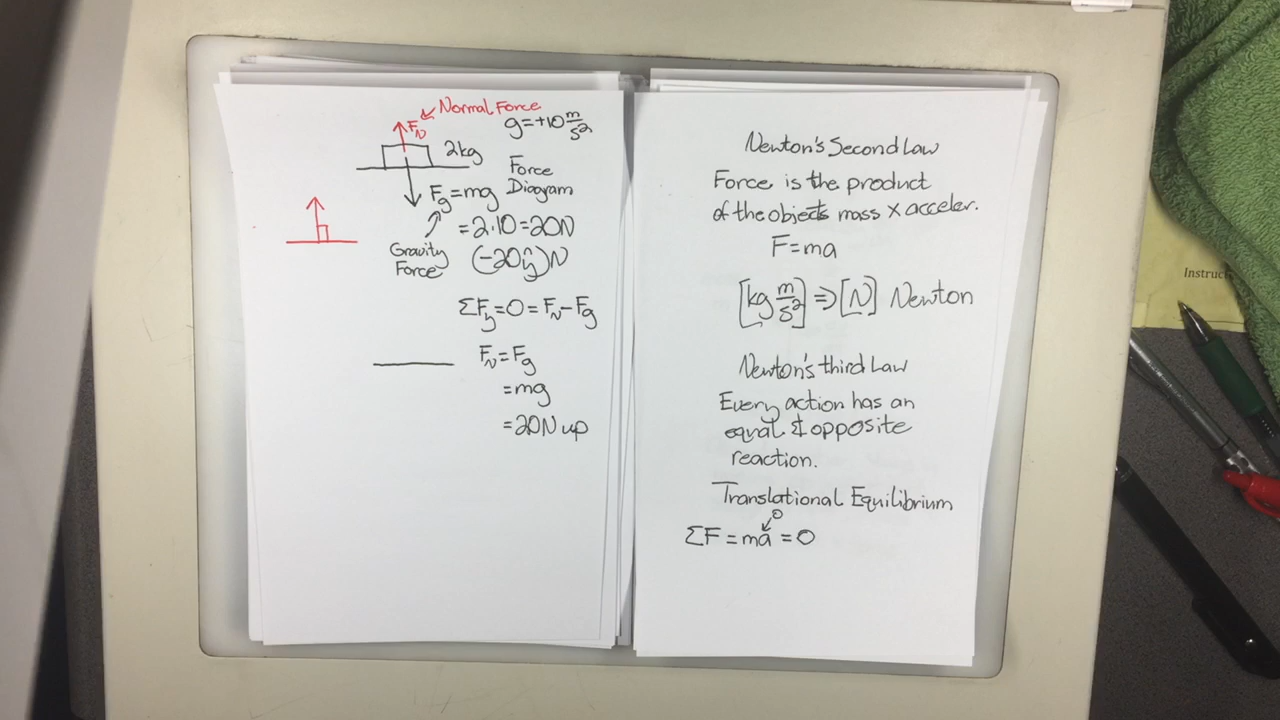 Normal Force
F_N
g=+10 m/s²
2kg
Force
Diagram
F_g=mg
=2·10=20N
Gravity
Force
(-20ŷ)N
ΣF_y=0=F_N-F_g
F_N=F_g
=mg
=20N up
Newton's Second Law
Force is the product
of the objects mass x acceler.
F=ma
[kg m/s²]⇒[N] Newton
Newton's third Law
Every action has an
equal & opposite
reaction.
Translational Equilibrium
0
ΣF=ma=0
Instruc